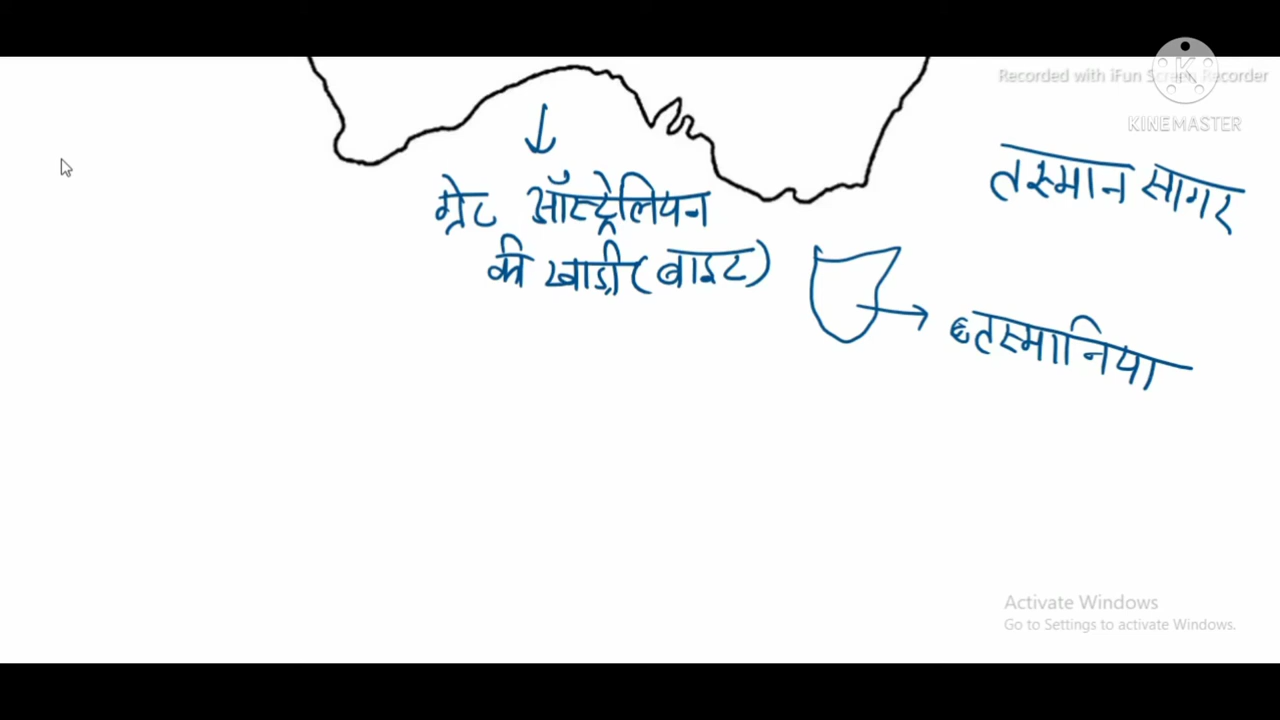 Recorded with iFun Screen Recorder
KINEMASTER
तस्मान सागर
ग्रेट ऑस्ट्रेलियन
की खाड़ी (बाइट)
तस्मानिया
Activate Windows
Go to Settings to activate Windows.